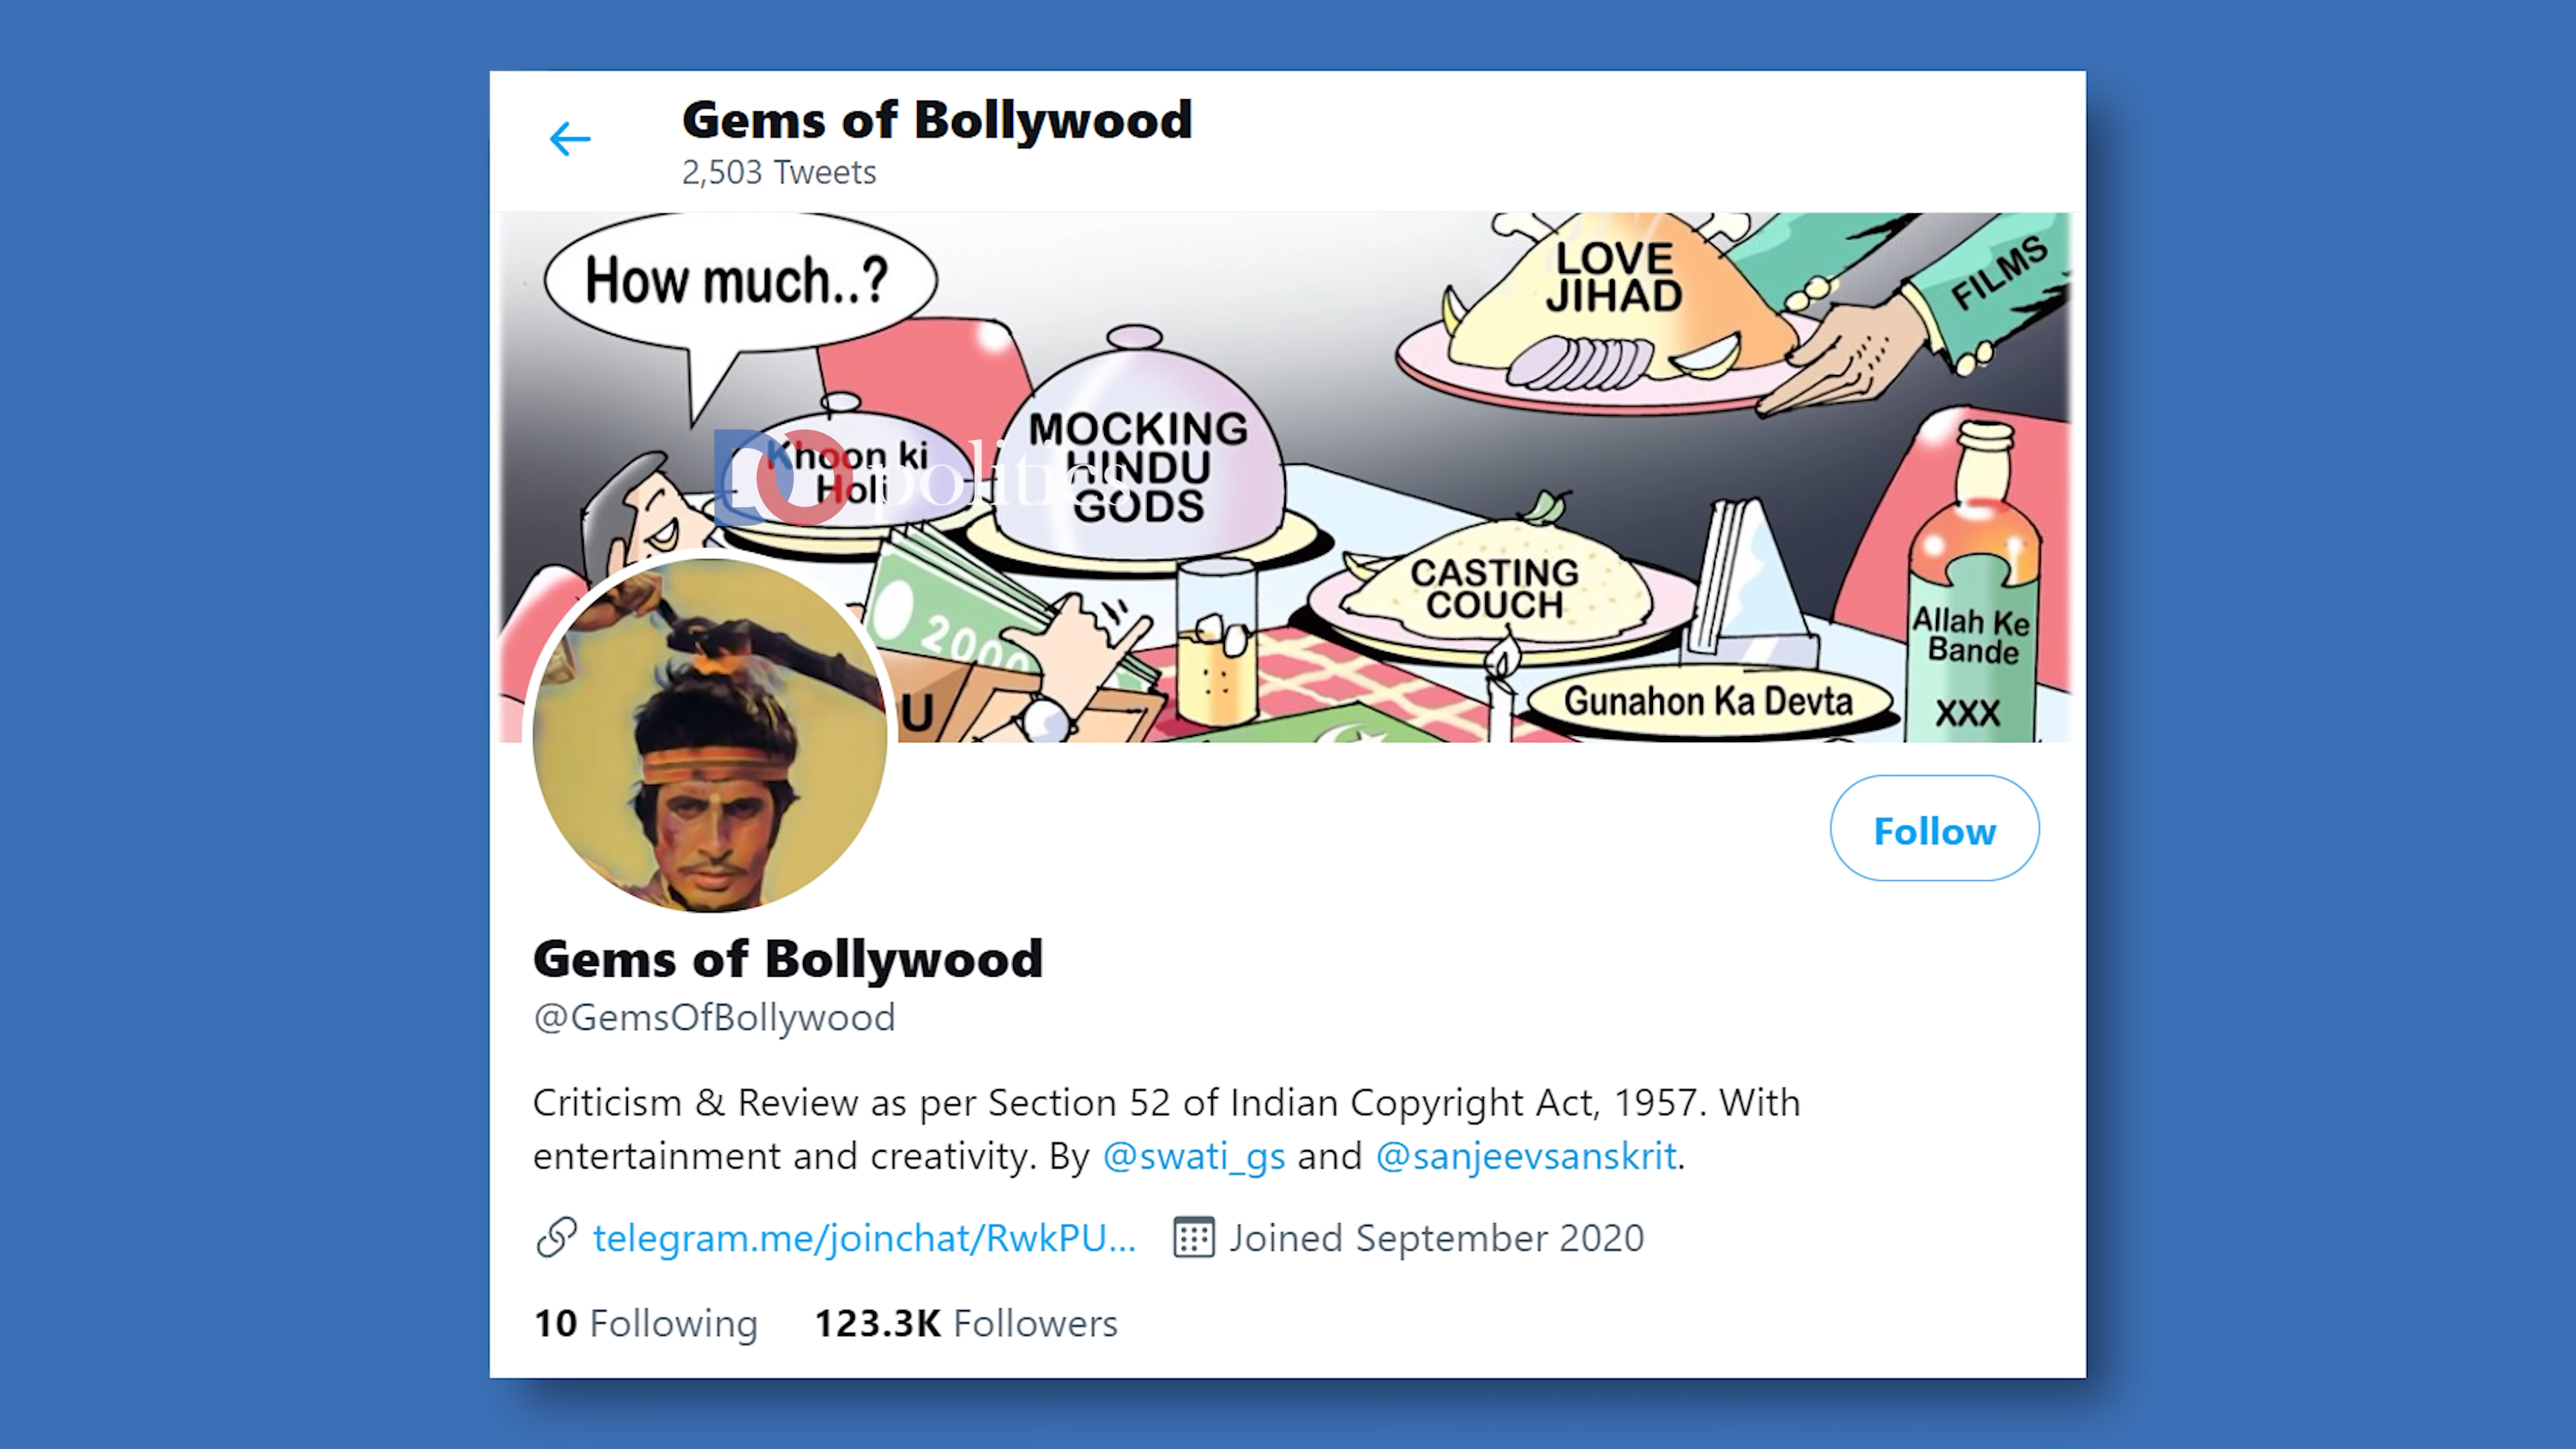 Gems of Bollywood
2,503 Tweets
How much..?
LOVE
JIHAD
FILMS
Khoon ki
Holi
MOCKING
HINDU
GODS
DO politics
CASTING
COUCH
2000
U
Allah Ke
Bande
XXX
Gunahon Ka Devta
Follow
Gems of Bollywood
@GemsOfBollywood
Criticism & Review as per Section 52 of Indian Copyright Act, 1957. With
entertainment and creativity. By @swati_gs and @sanjeevsanskrit.
telegram.me/joinchat/RwkPU... Joined September 2020
10 Following 123.3K Followers